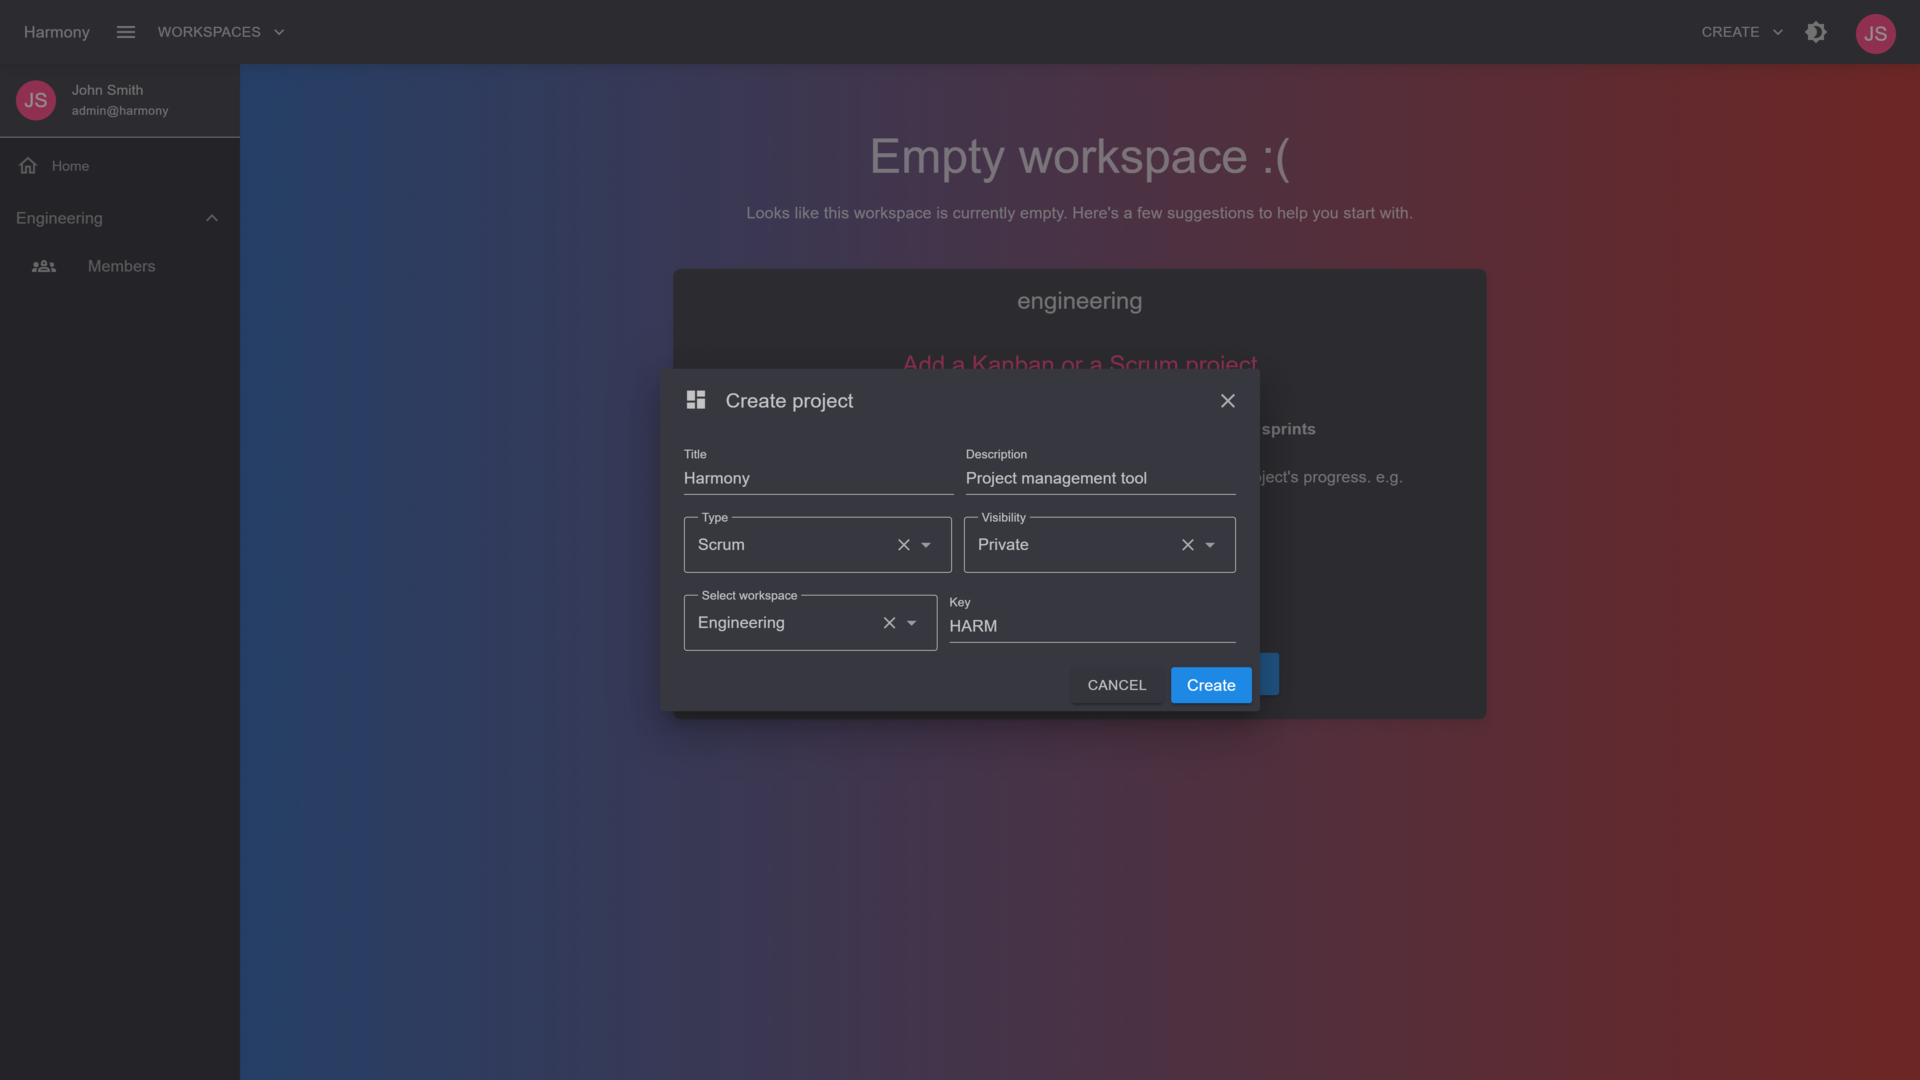 Harmony WORKSPACES CREATE JS
JS John Smith
admin@harmony
Home
Engineering
Members
Empty workspace :(
Looks like this workspace is currently empty. Here's a few suggestions to help you start with.
engineering
Add a Kanban or a Scrum project
sprints
ject's progress. e.g.
Create project
Title Description
Harmony Project management tool
Type Visibility
Scrum Private
Select workspace Key
Engineering HARM
CANCEL Create